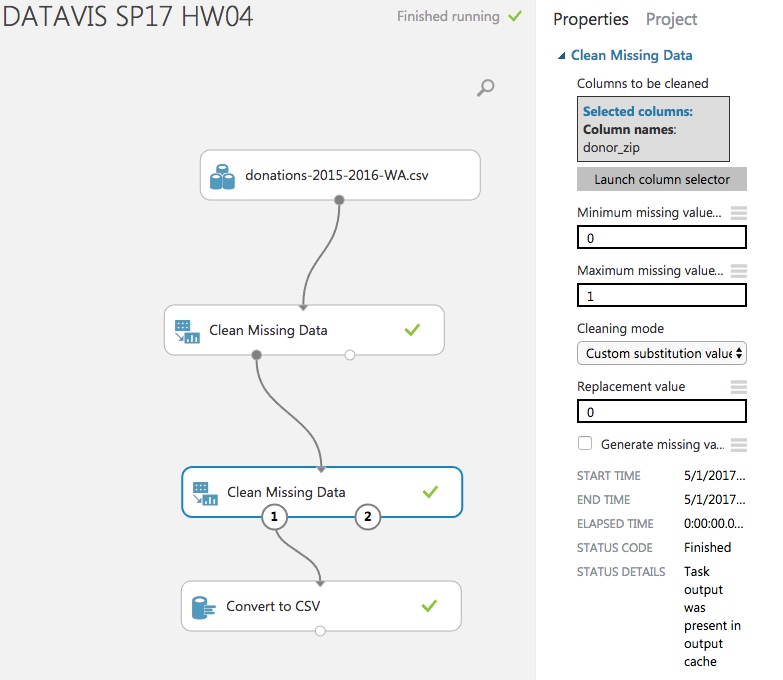 DATAVIS SP17 HW04
Finished running
donations-2015-2016-WA.csv
Clean Missing Data
Clean Missing Data
1
2
Convert to CSV
Properties
Project
Clean Missing Data
Columns to be cleaned
Selected columns:
Column names:
donor_zip
Launch column selector
Minimum missing value...
0
Maximum missing value...
1
Cleaning mode
Custom substitution value
Replacement value
0
Generate missing va...
START TIME 5/1/2017...
END TIME 5/1/2017...
ELAPSED TIME 0:00:00.0...
STATUS CODE Finished
STATUS DETAILS Task
output
was
present in
output
cache